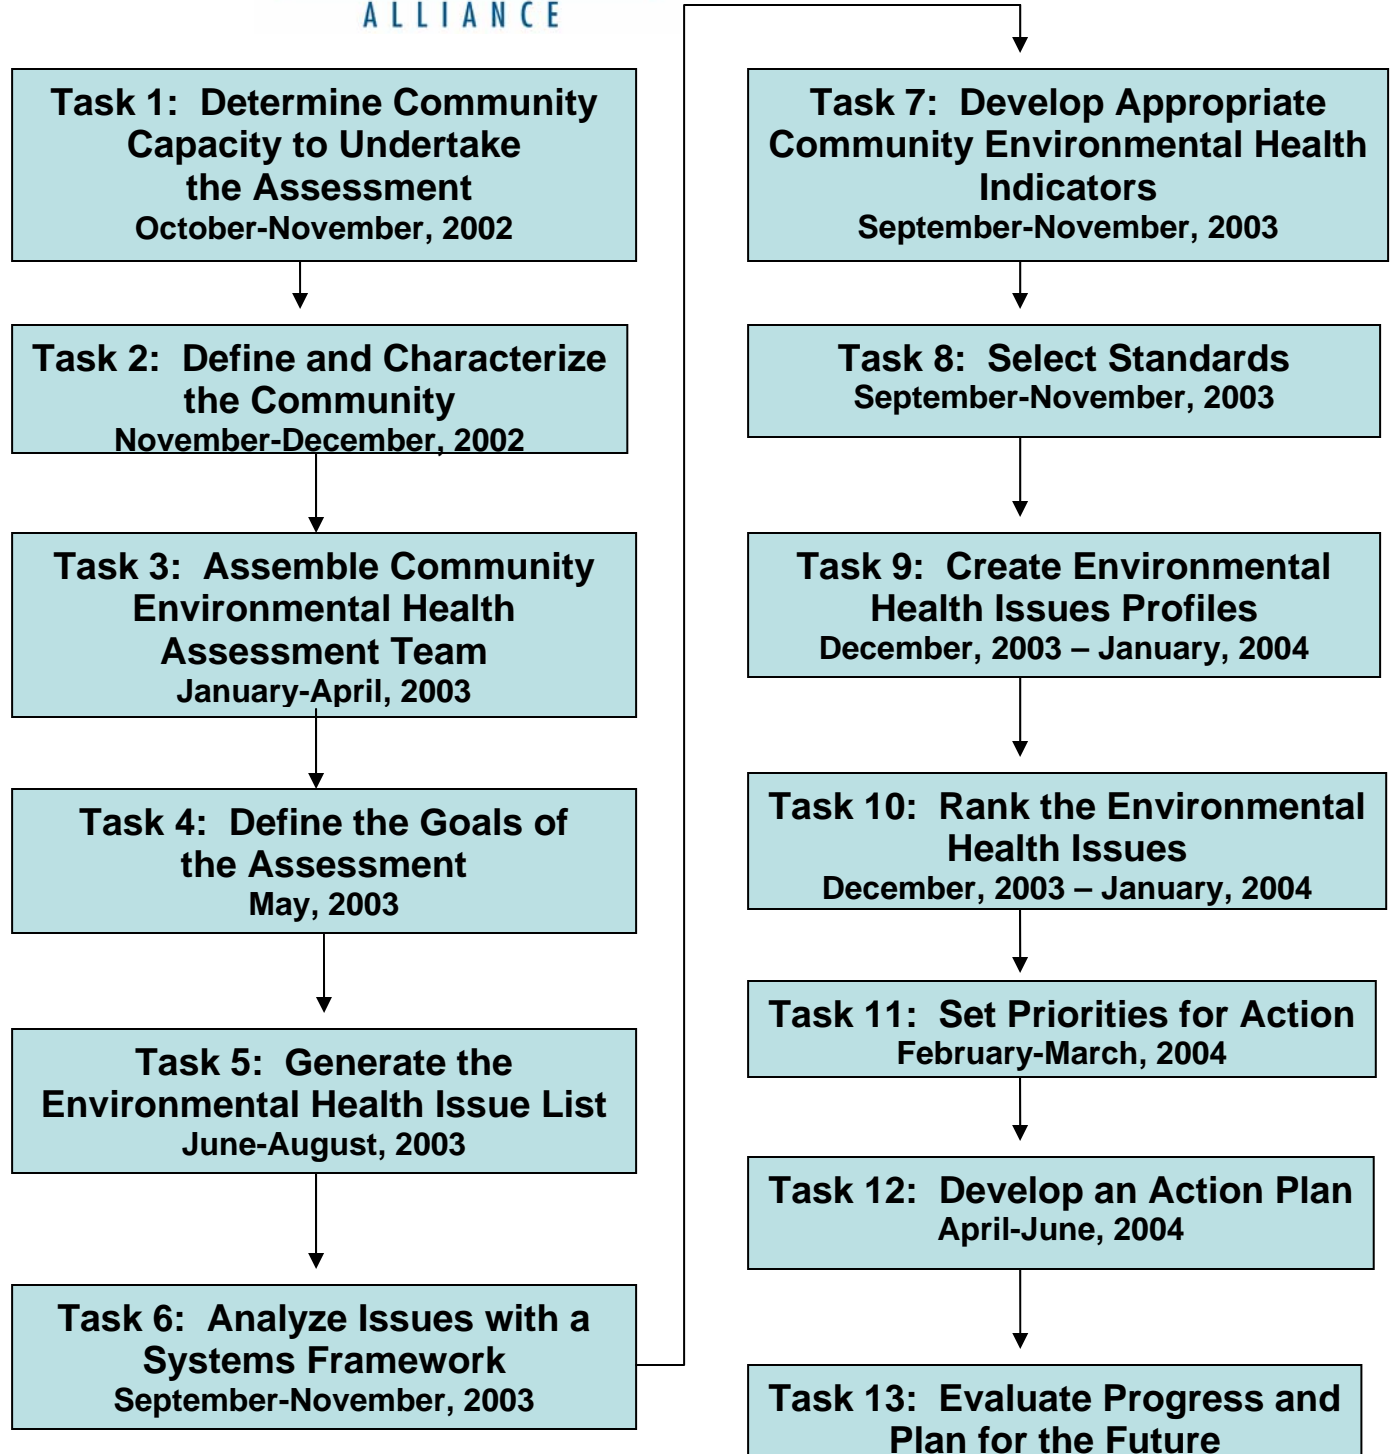 ALLIANCE
Task 1: Determine Community
Capacity to Undertake
the Assessment
October-November, 2002
Task 2: Define and Characterize
the Community
November-December, 2002
Task 3: Assemble Community
Environmental Health
Assessment Team
January-April, 2003
Task 4: Define the Goals of
the Assessment
May, 2003
Task 5: Generate the
Environmental Health Issue List
June-August, 2003
Task 6: Analyze Issues with a
Systems Framework
September-November, 2003
Task 7: Develop Appropriate
Community Environmental Health
Indicators
September-November, 2003
Task 8: Select Standards
September-November, 2003
Task 9: Create Environmental
Health Issues Profiles
December, 2003 – January, 2004
Task 10: Rank the Environmental
Health Issues
December, 2003 – January, 2004
Task 11: Set Priorities for Action
February-March, 2004
Task 12: Develop an Action Plan
April-June, 2004
Task 13: Evaluate Progress and
Plan for the Future